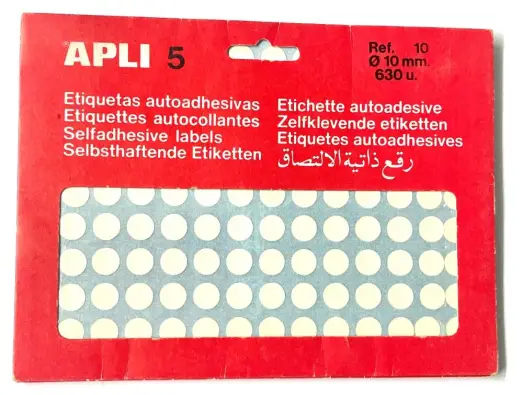 APLI 5
Ref. 10
Ø 10 mm.
630 u.
Etiquetas autoadhesivas
Etiquettes autocollantes
Selfadhesive labels
Selbsthaftende Etiketten
Etichette autoadesive
Zelfklevende etiketten
Etiquetes autoadhesives
رقع ذاتية الالتصاق